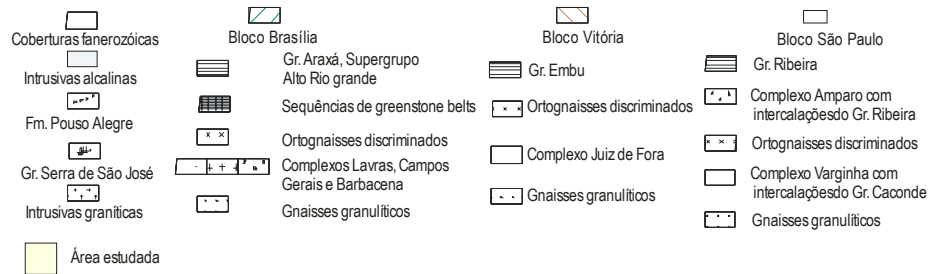 Coberturas fanerozóicas
Intrusivas alcalinas
Fm. Pouso Alegre
Gr. Serra de São José
Intrusivas graníticas
Área estudada
Bloco Brasília
Gr. Araxá, Supergrupo
Alto Rio grande
Sequências de greenstone belts
Ortognaisses discriminados
Complexos Lavras, Campos
Gerais e Barbacena
Gnaisses granulíticos
Bloco Vitória
Gr. Embu
Ortognaisses discriminados
Complexo Juiz de Fora
Gnaisses granulíticos
Bloco São Paulo
Gr. Ribeira
Complexo Amparo com
intercalaçõesdo Gr. Ribeira
Ortognaisses discriminados
Complexo Varginha com
intercalaçõesdo Gr. Caconde
Gnaisses granulíticos